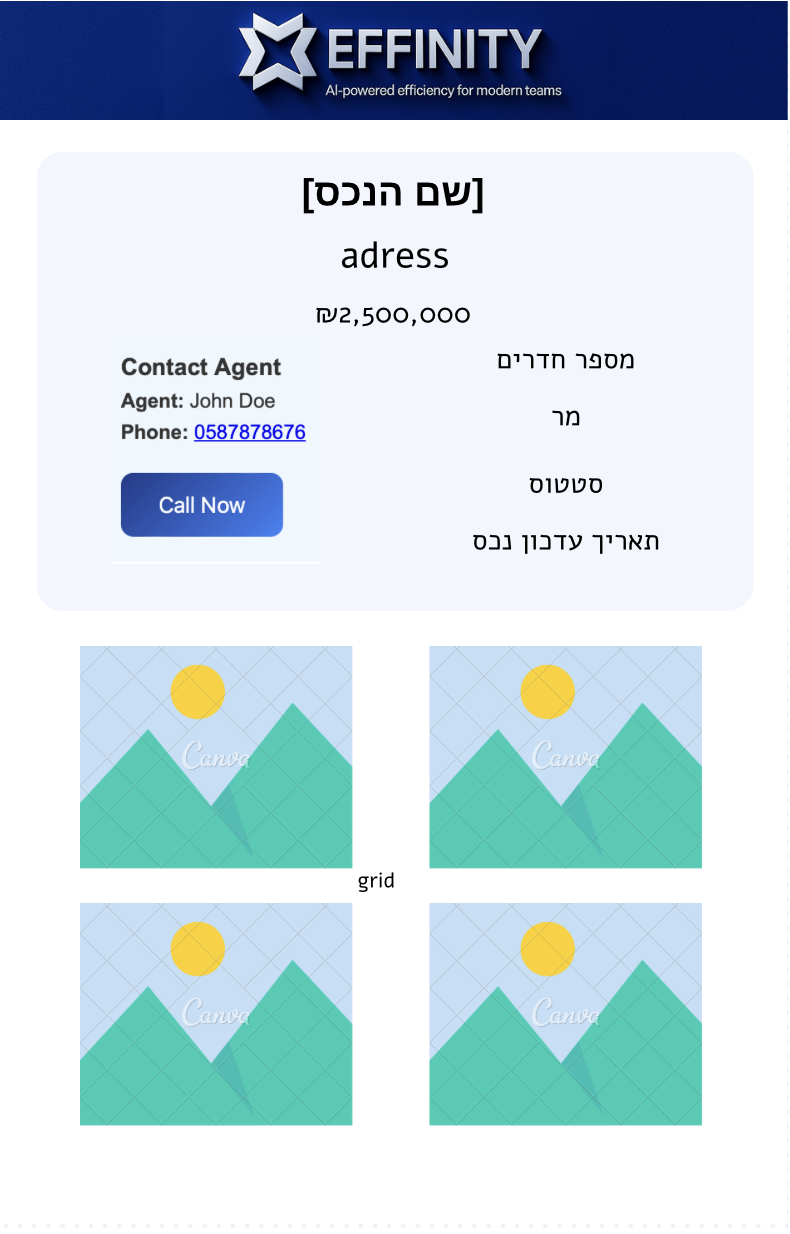 EFFINITY
AI-powered efficiency for modern teams
[שם הנכס]
adress
₪2,500,000
מספר חדרים
מר
סטטוס
תאריך עדכון נכס
Contact Agent
Agent: John Doe
Phone: 0587878676
Call Now
Canva
Canva
grid
Canva
Canva